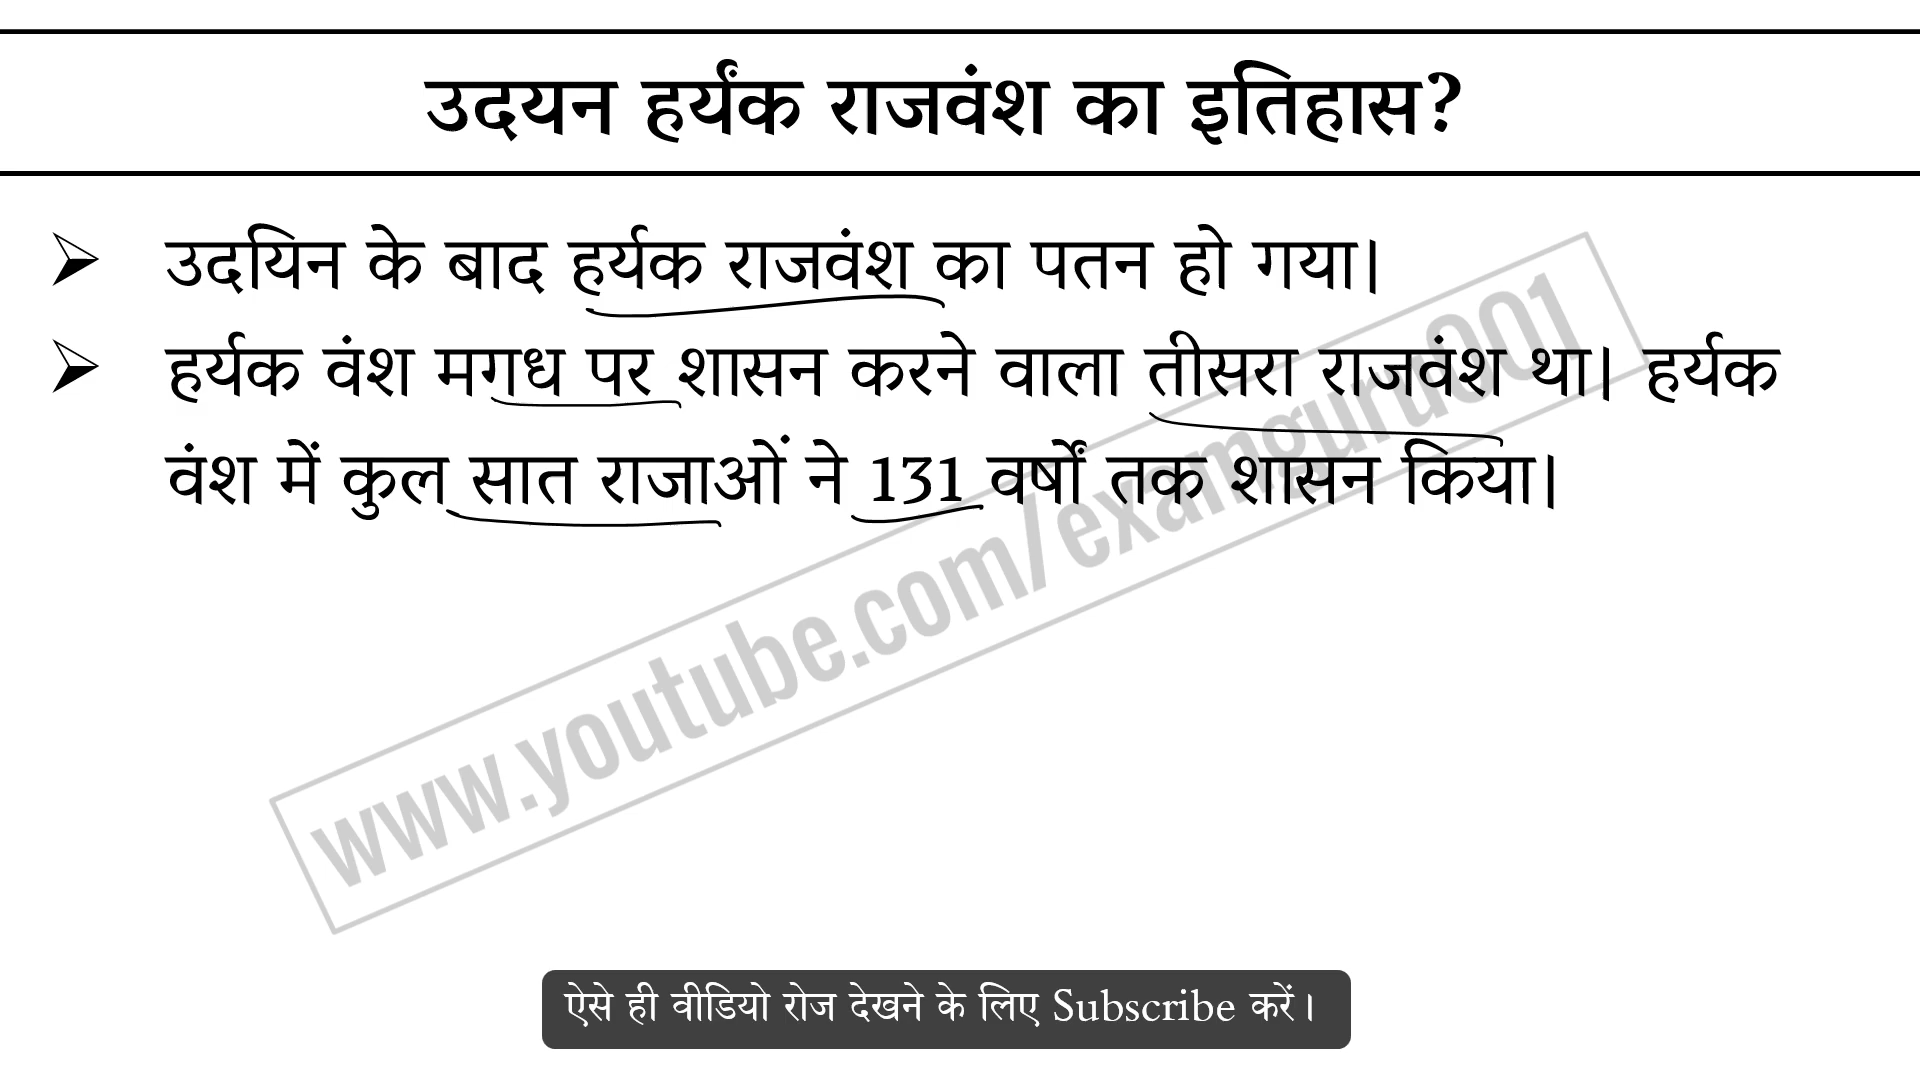 उदयन हर्यंक राजवंश का इतिहास?
उदयिन के बाद हर्यक राजवंश का पतन हो गया।
हर्यक वंश मगध पर शासन करने वाला तीसरा राजवंश था। हर्यक
वंश में कुल सात राजाओं ने 131 वर्षों तक शासन किया।
www.youtube.com/examguru001
ऐसे ही वीडियो रोज देखने के लिए Subscribe करें।